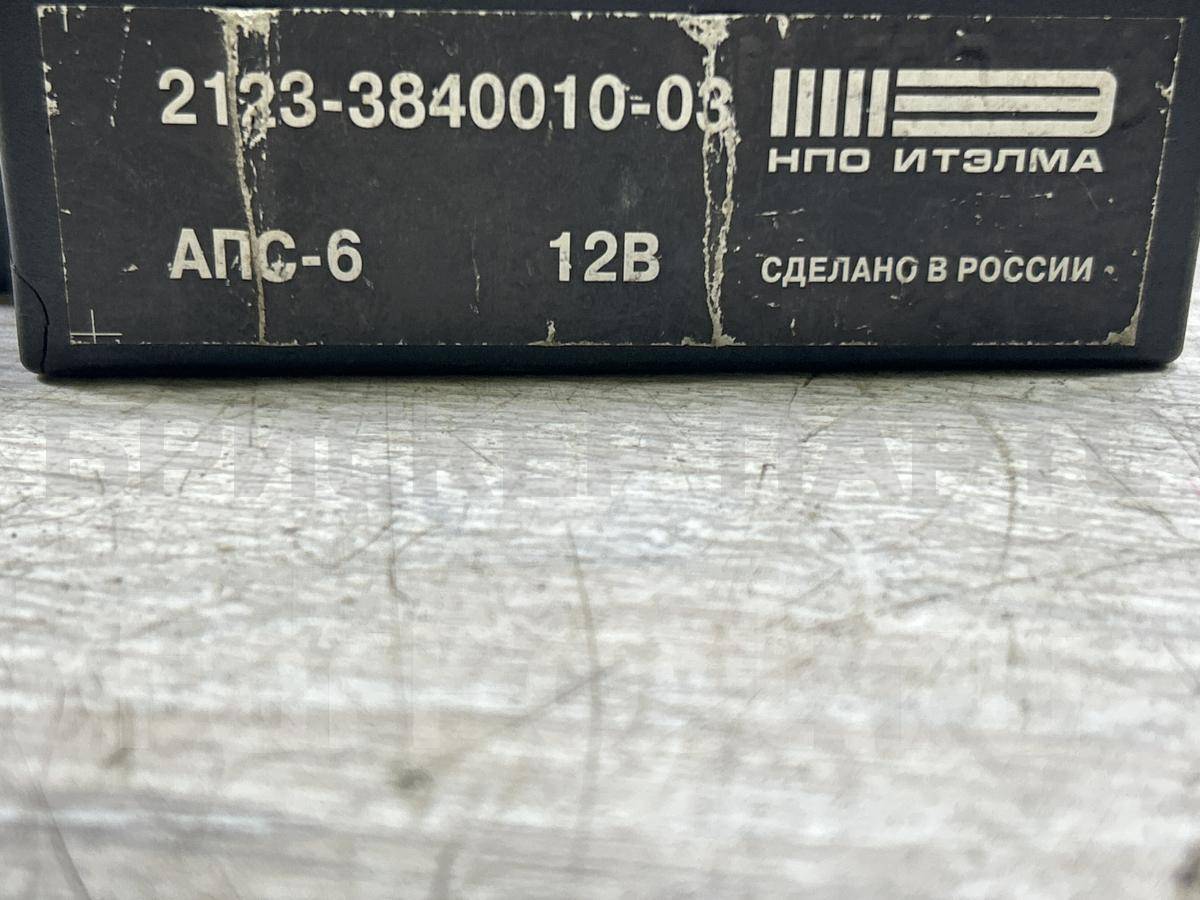 2123-3840010-03
НПО ИТЭЛМА
АПС-6 12В
СДЕЛАНО В РОССИИ